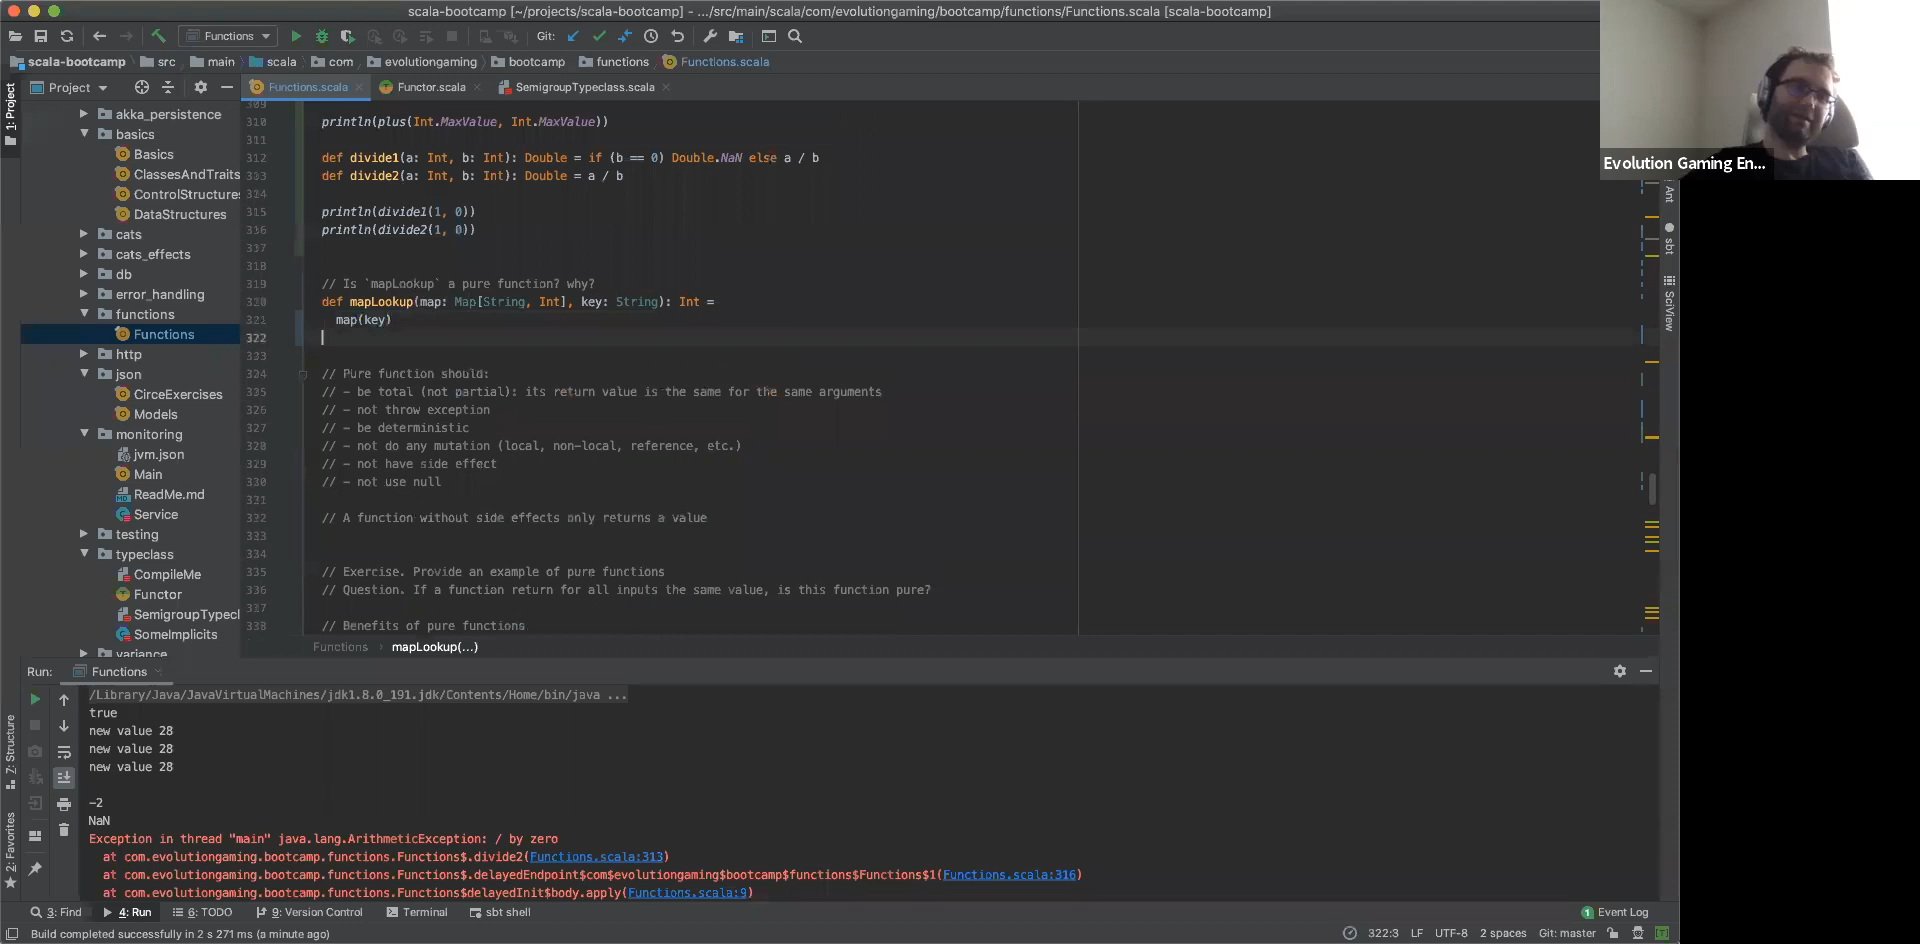 scala-bootcamp [~/projects/scala-bootcamp] - .../src/main/scala/com/evolutiongaming/bootcamp/functions/Functions.scala [scala-bootcamp]
Functions
Git:
scala-bootcamp
src
main
scala
com
evolutiongaming
bootcamp
functions
Functions.scala
1: Project
Project
Functions.scala
Functor.scala
SemigroupTypeclass.scala
akka_persistence
basics
Basics
ClassesAndTraits
ControlStructures
DataStructures
cats
cats_effects
db
error_handling
functions
Functions
http
json
CirceExercises
Models
monitoring
jvm.json
Main
ReadMe.md
Service
testing
typeclass
CompileMe
Functor
SemigroupTypecl
SomeImplicits
variance
309
310 println(plus(Int.MaxValue, Int.MaxValue))
311
312 def divide1(a: Int, b: Int): Double = if (b == 0) Double.NaN else a / b
313 def divide2(a: Int, b: Int): Double = a / b
314
315 println(divide1(1, 0))
316 println(divide2(1, 0))
317
318
319 // Is `mapLookup` a pure function? why?
320 def mapLookup(map: Map[String, Int], key: String): Int =
321 map(key)
322
323
324 // Pure function should:
325 // - be total (not partial): its return value is the same for the same arguments
326 // - not throw exception
327 // - be deterministic
328 // - not do any mutation (local, non-local, reference, etc.)
329 // - not have side effect
330 // - not use null
331
332 // A function without side effects only returns a value
333
334
335 // Exercise. Provide an example of pure functions
336 // Question. If a function return for all inputs the same value, is this function pure?
337
338 // Benefits of pure functions
Functions > mapLookup(...)
Ant
sbt
SciView
Evolution Gaming En...
Run:
Functions
/Library/Java/JavaVirtualMachines/jdk1.8.0_191.jdk/Contents/Home/bin/java ...
true
new value 28
new value 28
new value 28
-2
NaN
Exception in thread "main" java.lang.ArithmeticException: / by zero
at com.evolutiongaming.bootcamp.functions.Functions$.divide2(Functions.scala:313)
at com.evolutiongaming.bootcamp.functions.Functions$.delayedEndpoint$com$evolutiongaming$bootcamp$functions$Functions$1(Functions.scala:316)
at com.evolutiongaming.bootcamp.functions.Functions$delayedInit$body.apply(Functions.scala:9)
7: Structure
2: Favorites
3: Find
4: Run
6: TODO
9: Version Control
Terminal
sbt shell
1 Event Log
Build completed successfully in 2 s 271 ms (a minute ago)
322:3 LF UTF-8 2 spaces Git: master